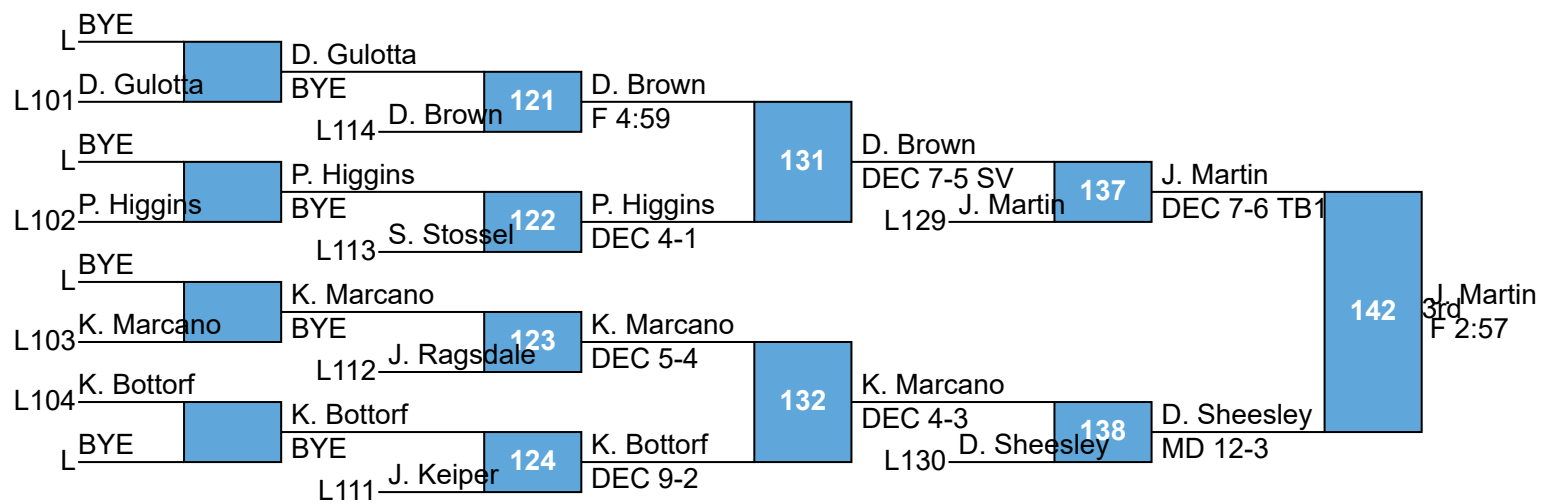 BYE
L
D. Gulotta
D. Gulotta
L101
BYE
121
D. Brown
D. Brown
F 4:59
L114
BYE
L
131
D. Brown
P. Higgins
DEC 7-5 SV
137
J. Martin
P. Higgins
L102
BYE
122
P. Higgins
J. Martin
L129
DEC 7-6 TB1
S. Stossel
L113
DEC 4-1
BYE
L
K. Marcano
J. Martin
142
3rd
F 2:57
K. Marcano
L103
BYE
123
K. Marcano
J. Ragsdale
L112
DEC 5-4
K. Bottorf
L104
132
K. Marcano
K. Bottorf
DEC 4-3
138
D. Sheesley
BYE
L
BYE
124
K. Bottorf
D. Sheesley
L130
MD 12-3
J. Keiper
L111
DEC 9-2